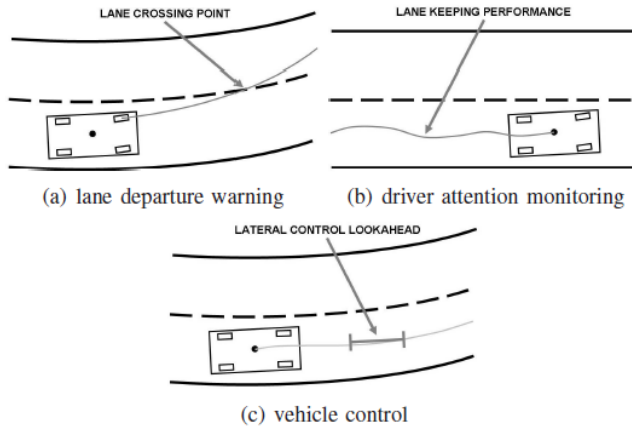 LANE CROSSING POINT
LANE KEEPING PERFORMANCE
(a) lane departure warning
(b) driver attention monitoring
LATERAL CONTROL LOOKAHEAD
(c) vehicle control